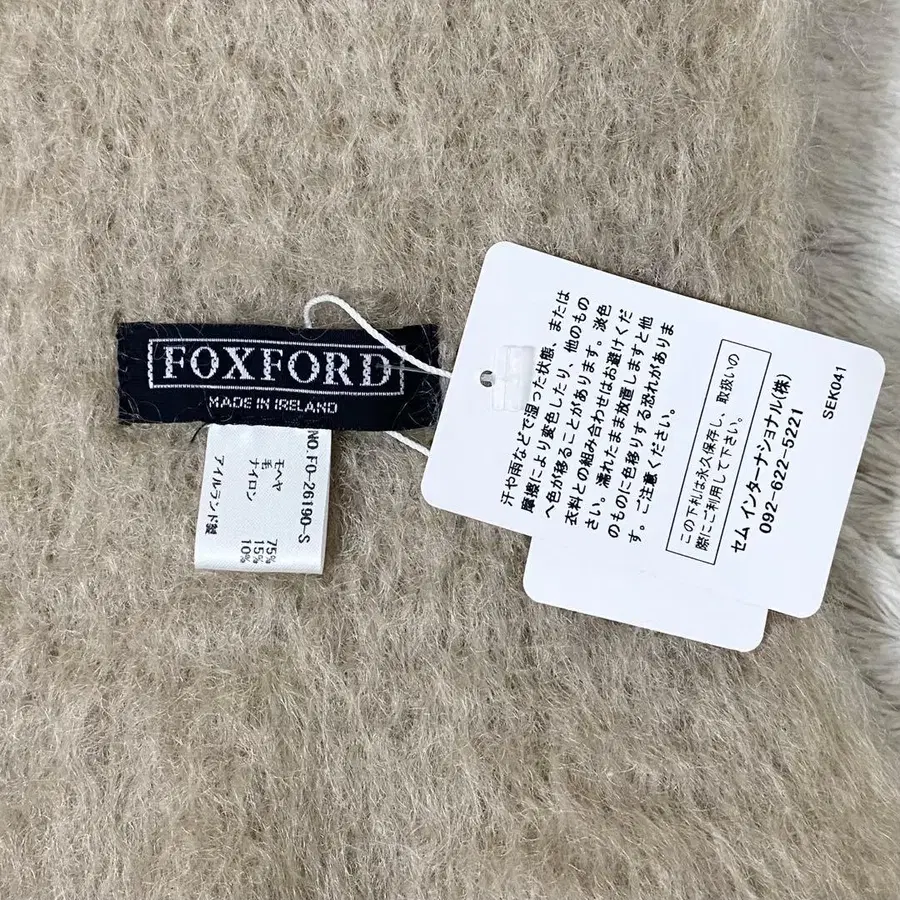 FOXFORD
MADE IN IRELAND
NO.FO-26190-S
モヘヤ 75%
毛 15%
ナイロン 10%
アイルランド製
汗や雨などで湿った状態、または
摩擦により変色したり、他のもの
へ色が移ることがあります。淡色
衣料との組み合わせはお避けくだ
さい。濡れたまま放置しますと他
のものに色移りする恐れがありま
す。ご注意ください。
この下札は永久保存し、取扱いの
際にご利用して下さい。
セム インターナショナル(株)
092-622-5221
SEK041